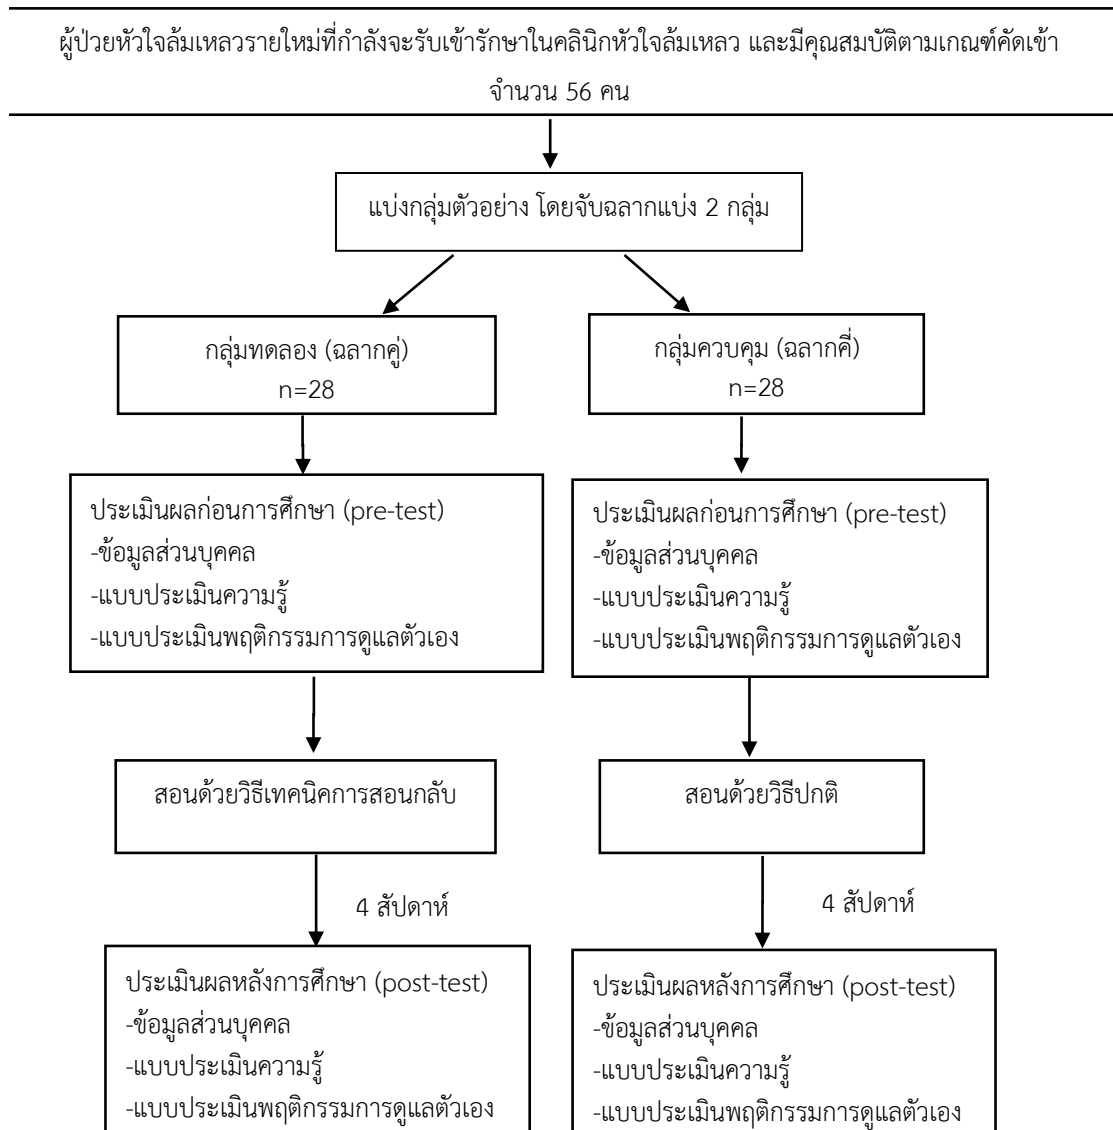 ผู้ป่วยหัวใจล้มเหลวรายใหม่ที่กำลังจะรับเข้ารักษาในคลินิกหัวใจล้มเหลว และมีคุณสมบัติตามเกณฑ์คัดเข้า
จำนวน 56 คน
แบ่งกลุ่มตัวอย่าง โดยจับฉลากแบ่ง 2 กลุ่ม
กลุ่มทดลอง (ฉลากคู่)
n=28
กลุ่มควบคุม (ฉลากคี่)
n=28
ประเมินผลก่อนการศึกษา (pre-test)
-ข้อมูลส่วนบุคคล
-แบบประเมินความรู้
-แบบประเมินพฤติกรรมการดูแลตัวเอง
ประเมินผลก่อนการศึกษา (pre-test)
-ข้อมูลส่วนบุคคล
-แบบประเมินความรู้
-แบบประเมินพฤติกรรมการดูแลตัวเอง
สอนด้วยวิธีเทคนิคการสอนกลับ
สอนด้วยวิธีปกติ
4 สัปดาห์
4 สัปดาห์
ประเมินผลหลังการศึกษา (post-test)
-ข้อมูลส่วนบุคคล
-แบบประเมินความรู้
-แบบประเมินพฤติกรรมการดูแลตัวเอง
ประเมินผลหลังการศึกษา (post-test)
-ข้อมูลส่วนบุคคล
-แบบประเมินความรู้
-แบบประเมินพฤติกรรมการดูแลตัวเอง